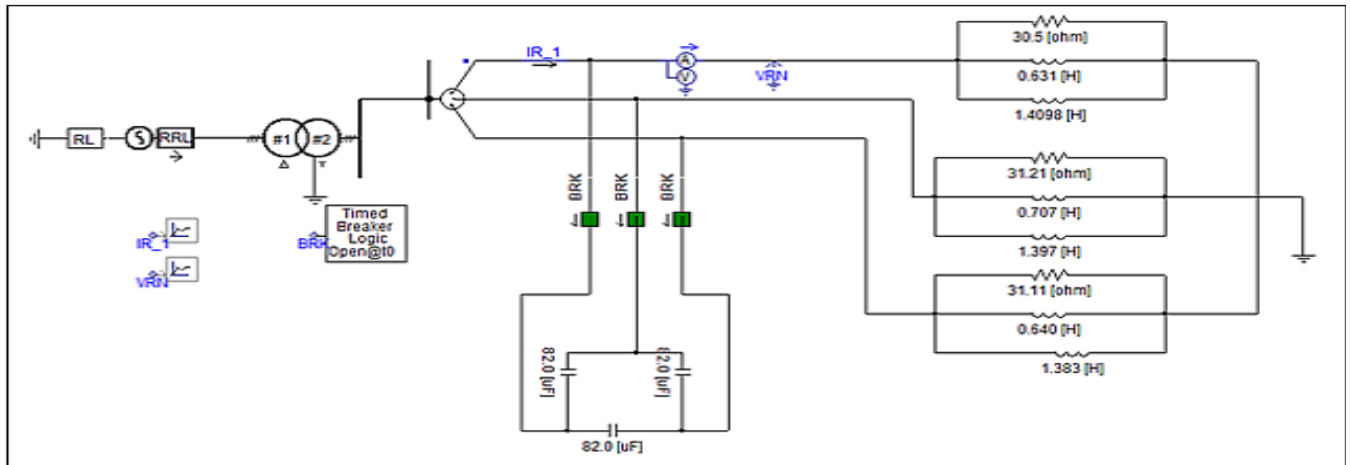 IR_1
A
V
VRN
30.5 [ohm]
0.631 [H]
1.4098 [H]
RL
S
RRL
#1
#2
BRK
BRK
BRK
31.21 [ohm]
0.707 [H]
1.397 [H]
Timed
Breaker
Logic
Open@t0
BRK
IR_1
VRN
31.11 [ohm]
0.640 [H]
1.383 [H]
82.0 [uF]
82.0 [uF]
82.0 [uF]